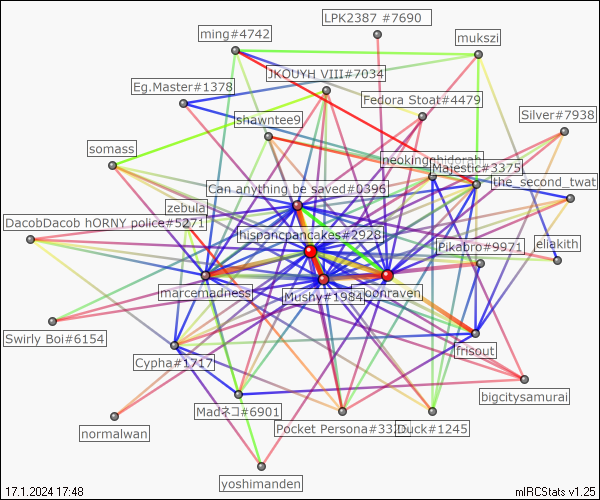 LPK2387 #7690
ming#4742
mukszi
JKOUYH VIII#7034
Eg.Master#1378
Fedora Stoat#4479
Silver#7938
shawntee9
somass
neokingghidorah
Majestic#3375
the_second_twat
Can anything be saved#0396
zebula
DacobDacob hORNY police#5271
hispancpancakes#2928
Pikabro#9971
eliakith
marcemadness
Mushy#1984
loonraven
Swirly Boi#6154
frisout
Cypha#1717
bigcitysamurai
Madネコ#6901
normalwan
Pocket Persona#332
Duck#1245
yoshimanden
17.1.2024 17:48
mIRCStats v1.25